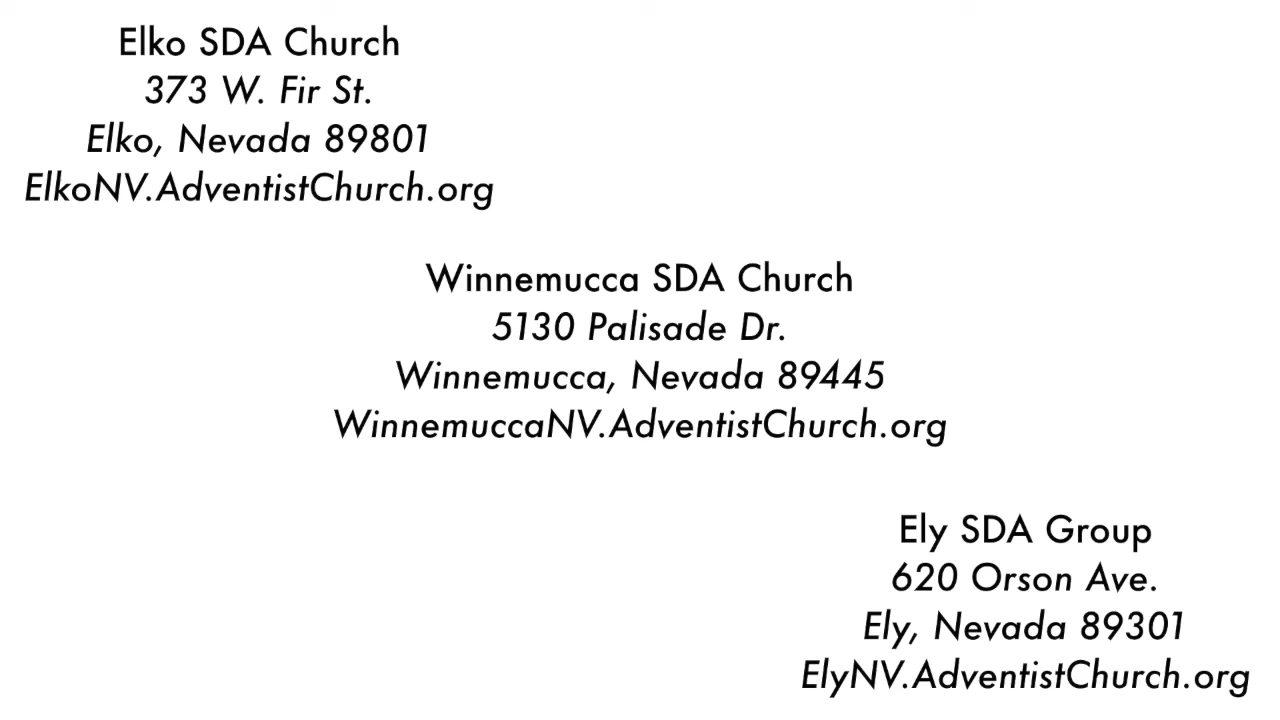 Elko SDA Church
373 W. Fir St.
Elko, Nevada 89801
ElkoNV.AdventistChurch.org
Winnemucca SDA Church
5130 Palisade Dr.
Winnemucca, Nevada 89445
WinnemuccaNV.AdventistChurch.org
Ely SDA Group
620 Orson Ave.
Ely, Nevada 89301
ElyNV.AdventistChurch.org